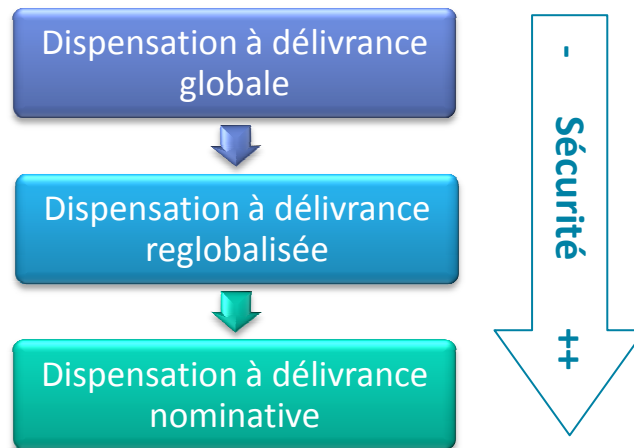 Dispensation à délivrance
globale
Dispensation à délivrance
reglobalisée
Dispensation à délivrance
nominative
- Sécurité ++